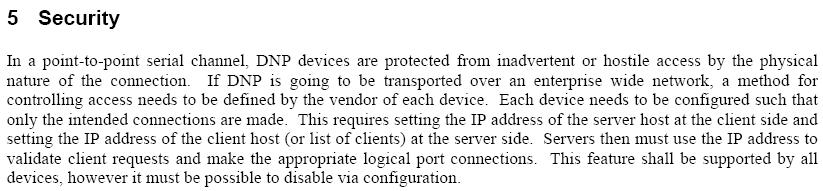 5 Security
In a point-to-point serial channel, DNP devices are protected from inadvertent or hostile access by the physical
nature of the connection. If DNP is going to be transported over an enterprise wide network, a method for
controlling access needs to be defined by the vendor of each device. Each device needs to be configured such that
only the intended connections are made. This requires setting the IP address of the server host at the client side and
setting the IP address of the client host (or list of clients) at the server side. Servers then must use the IP address to
validate client requests and make the appropriate logical port connections. This feature shall be supported by all
devices, however it must be possible to disable via configuration.